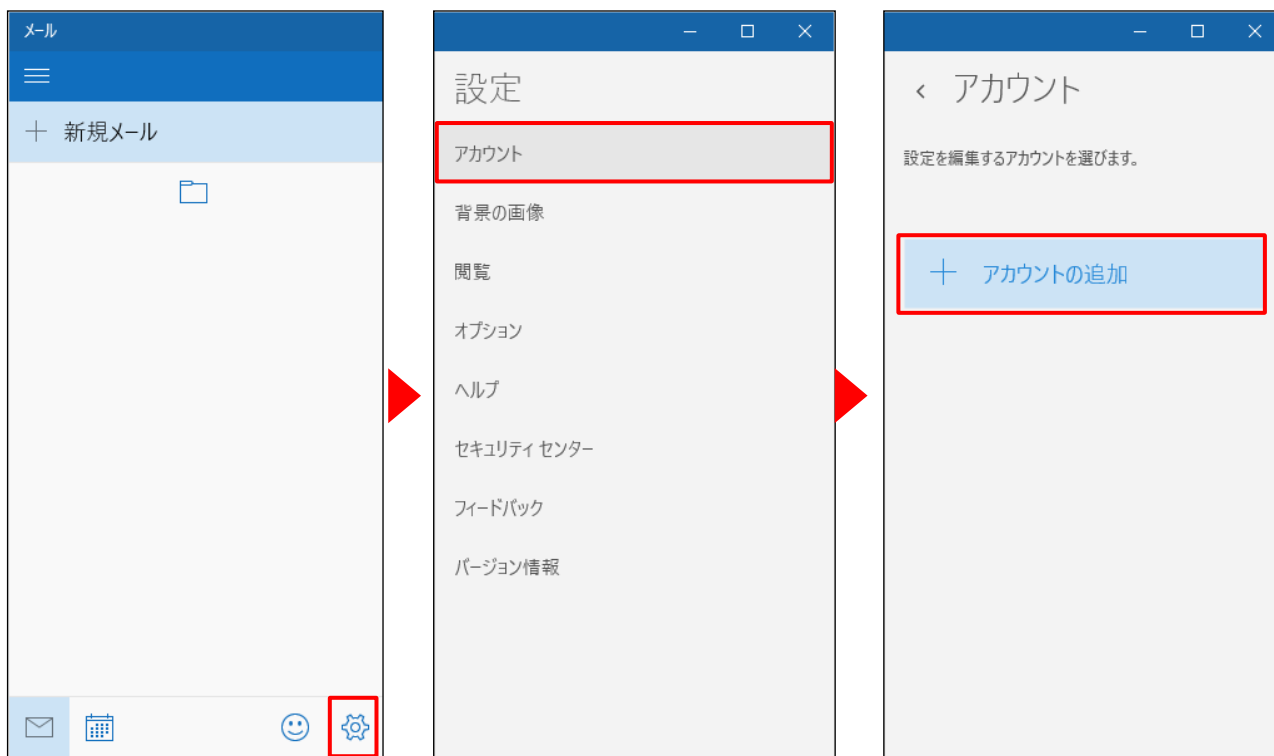 メール
新規メール
設定
アカウント
背景の画像
閲覧
オプション
ヘルプ
セキュリティ センター
フィードバック
バージョン情報
アカウント
設定を編集するアカウントを選びます。
アカウントの追加